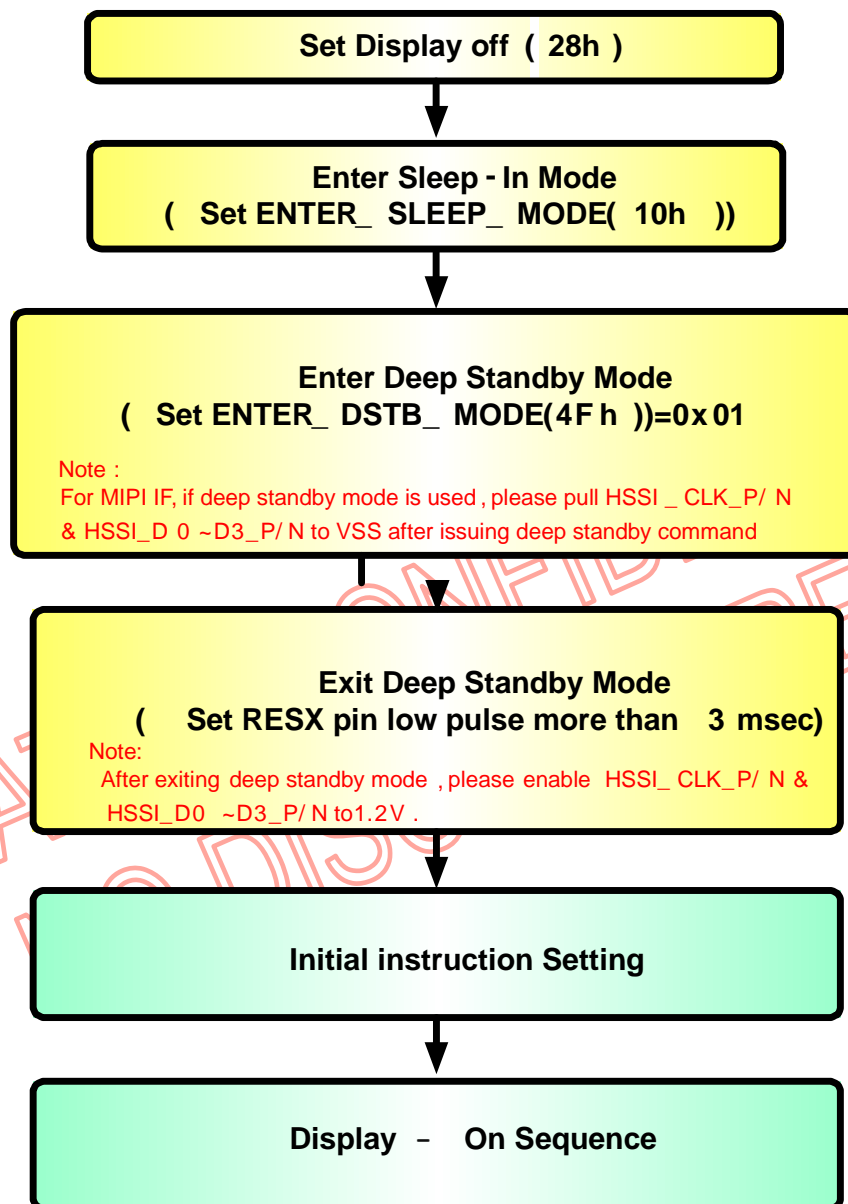 Set Display off ( 28h )
Enter Sleep - In Mode
( Set ENTER_ SLEEP_ MODE( 10h ))
Enter Deep Standby Mode
( Set ENTER_ DSTB_ MODE(4F h ))=0x 01
Note :
For MIPI IF, if deep standby mode is used , please pull HSSI _ CLK_P/ N
& HSSI_D 0 ~D3_P/ N to VSS after issuing deep standby command
Exit Deep Standby Mode
( Set RESX pin low pulse more than 3 msec)
Note:
After exiting deep standby mode , please enable HSSI_ CLK_P/ N &
HSSI_D0 ~D3_P/ N to1.2V .
Initial instruction Setting
Display – On Sequence